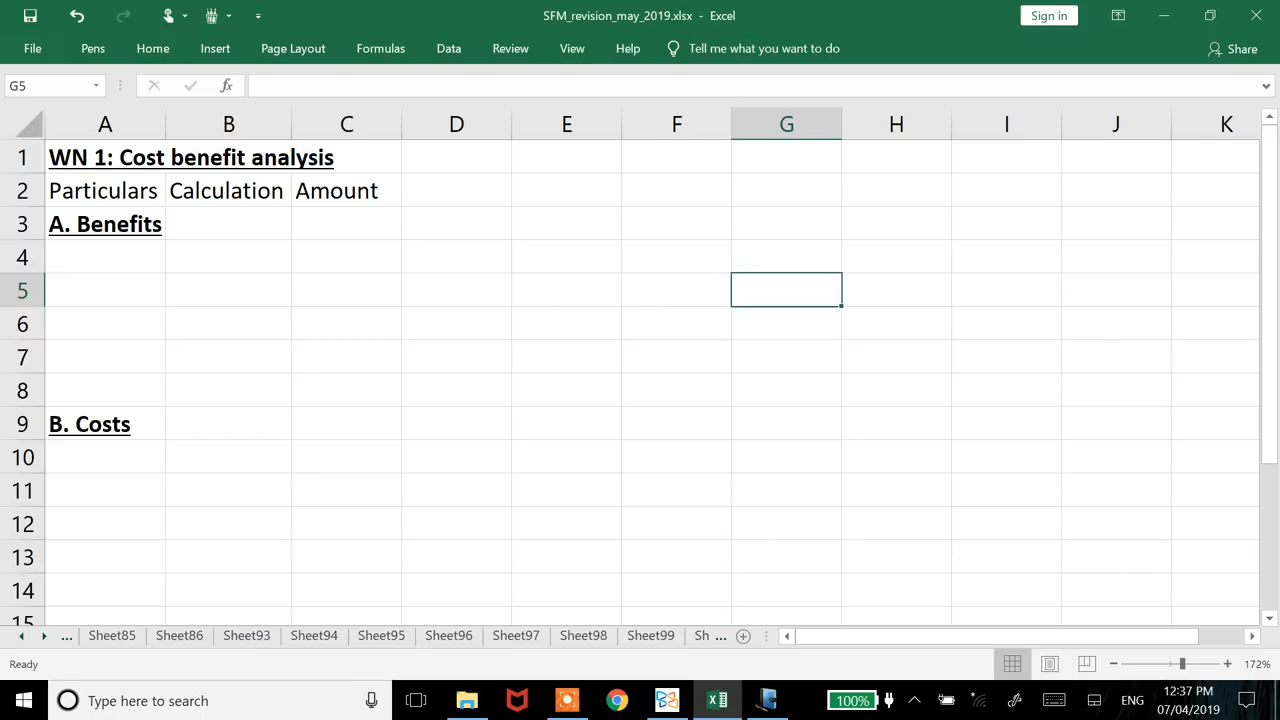 SFM_revision_may_2019.xlsx - Excel
Sign in
File Pens Home Insert Page Layout Formulas Data Review View Help Tell me what you want to do Share
G5 fx
A B C D E F G H I J K
1 WN 1: Cost benefit analysis
2 Particulars Calculation Amount
3 A. Benefits
4
5
6
7
8
9 B. Costs
10
11
12
13
14
15
... Sheet85 Sheet86 Sheet93 Sheet94 Sheet95 Sheet96 Sheet97 Sheet98 Sheet99 Sh ...
Ready 172%
Type here to search 100% ENG 12:37 PM
07/04/2019